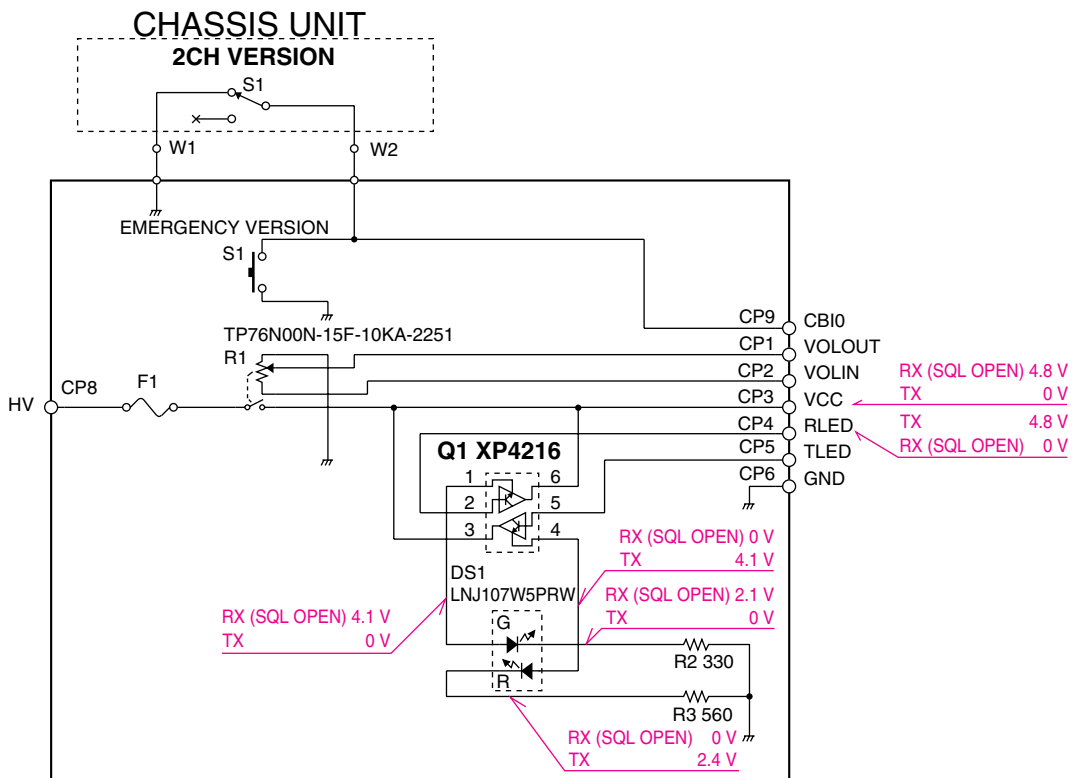 CHASSIS UNIT
2CH VERSION
S1
W1
W2
EMERGENCY VERSION
S1
TP76N00N-15F-10KA-2251
R1
HV
CP8
F1
CP9
CBI0
CP1
VOLOUT
CP2
VOLIN
CP3
VCC
CP4
RLED
CP5
TLED
CP6
GND
RX (SQL OPEN) 4.8 V
TX 0 V
TX 4.8 V
RX (SQL OPEN) 0 V
Q1 XP4216
1
6
2
5
3
4
RX (SQL OPEN) 0 V
TX 4.1 V
DS1
LNJ107W5PRW
RX (SQL OPEN) 2.1 V
TX 0 V
RX (SQL OPEN) 4.1 V
TX 0 V
G
R
R2 330
R3 560
RX (SQL OPEN) 0 V
TX 2.4 V